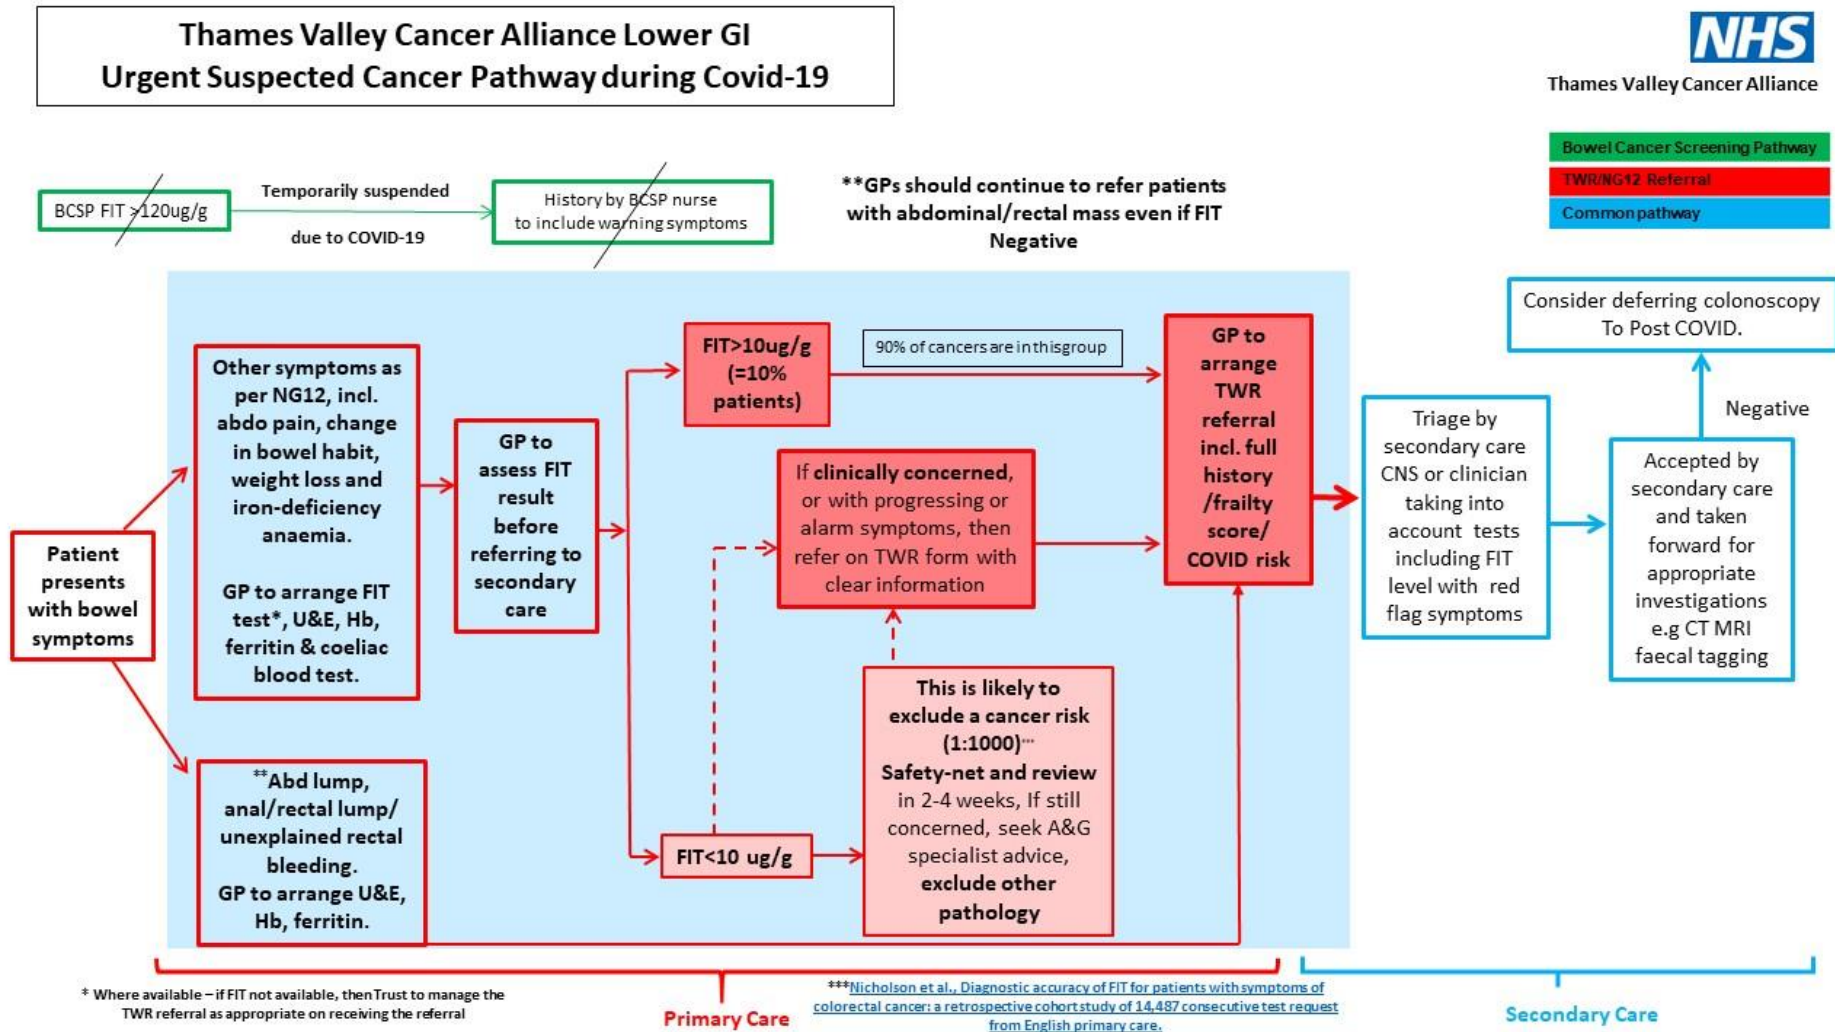 Thames Valley Cancer Alliance Lower GI
Urgent Suspected Cancer Pathway during Covid-19
NHS
Thames Valley Cancer Alliance
Bowel Cancer Screening Pathway
TWR/NG12 Referral
Common pathway
BCSP FIT >120ug/g
Temporarily suspended
due to COVID-19
History by BCSP nurse
to include warning symptoms
**GPs should continue to refer patients
with abdominal/rectal mass even if FIT
Negative
Patient
presents
with bowel
symptoms
Other symptoms as
per NG12, incl.
abdo pain, change
in bowel habit,
weight loss and
iron-deficiency
anaemia.
GP to arrange FIT
test*, U&E, Hb,
ferritin & coeliac
blood test.
**Abd lump,
anal/rectal lump/
unexplained rectal
bleeding.
GP to arrange U&E,
Hb, ferritin.
GP to
assess FIT
result
before
referring to
secondary
care
FIT>10ug/g
(=10%
patients)
90% of cancers are in thisgroup
If clinically concerned,
or with progressing or
alarm symptoms, then
refer on TWR form with
clear information
FIT<10 ug/g
This is likely to
exclude a cancer risk
(1:1000)***
Safety-net and review
in 2-4 weeks, If still
concerned, seek A&G
specialist advice,
exclude other
pathology
GP to
arrange
TWR
referral
incl. full
history
/frailty
score/
COVID risk
Triage by
secondary care
CNS or clinician
taking into
account tests
including FIT
level with red
flag symptoms
Accepted by
secondary care
and taken
forward for
appropriate
investigations
e.g CT MRI
faecal tagging
Negative
Consider deferring colonoscopy
To Post COVID.
* Where available – if FIT not available, then Trust to manage the
TWR referral as appropriate on receiving the referral
Primary Care
***Nicholson et al., Diagnostic accuracy of FIT for patients with symptoms of
colorectal cancer: a retrospective cohort study of 14,487 consecutive test request
from English primary care.
Secondary Care